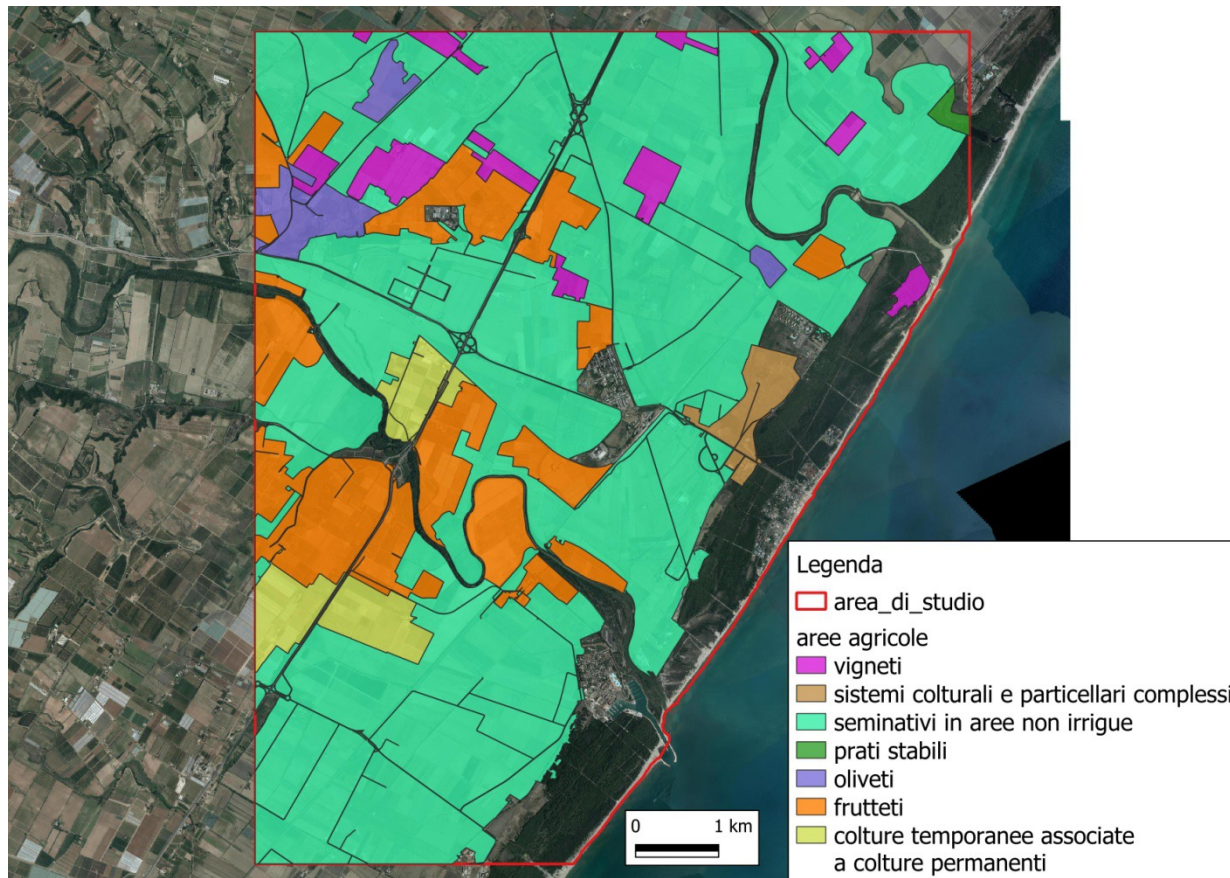 Legenda
area_di_studio
aree agricole
vigneti
sistemi colturali e particellari complessi
seminativi in aree non irrigue
prati stabili
oliveti
frutteti
colture temporanee associate
a colture permanenti
0 1 km